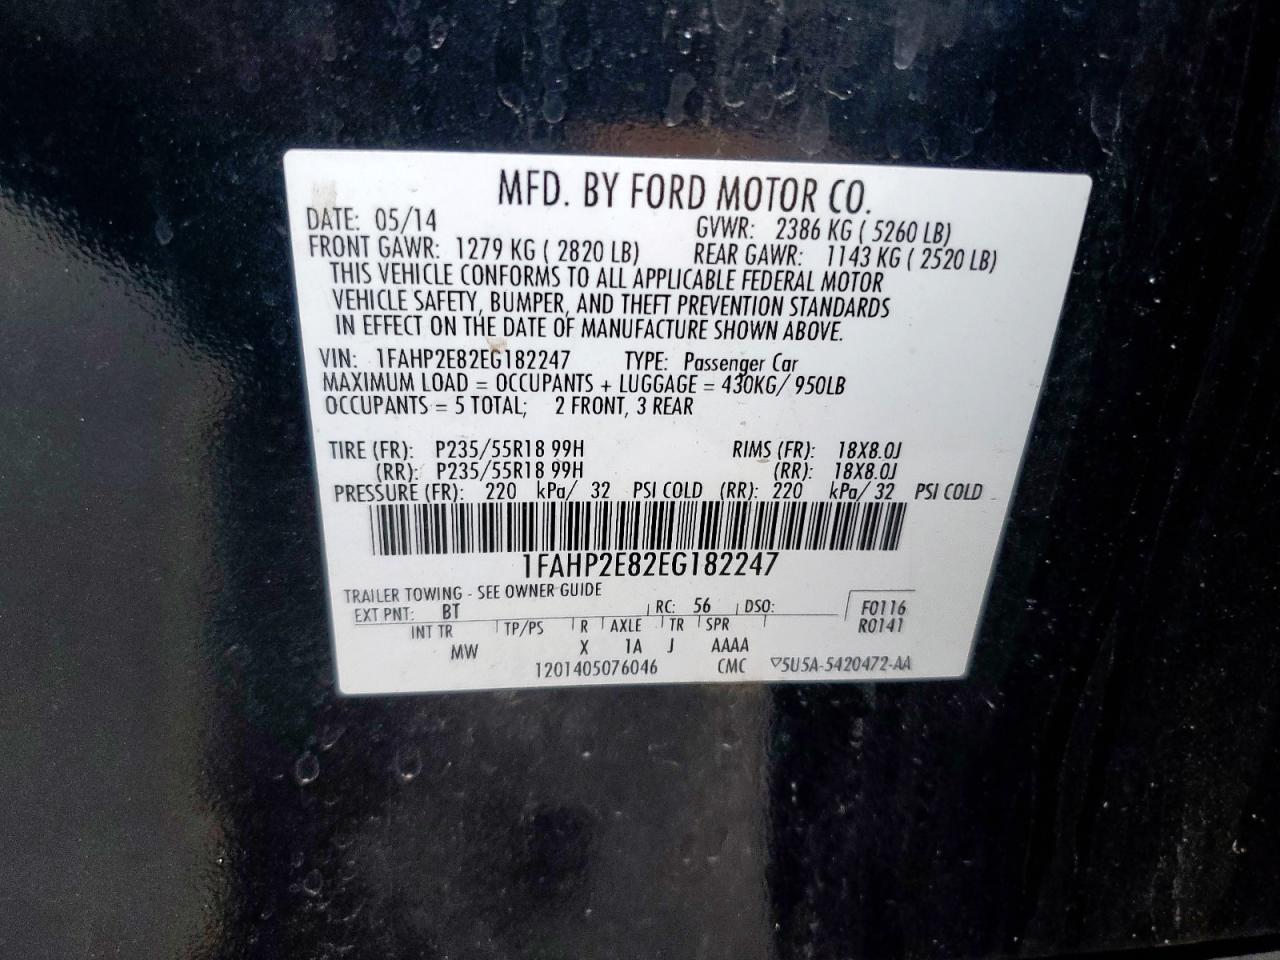 MFD. BY FORD MOTOR CO.
DATE: 05/14 GVWR: 2386 KG ( 5260 LB)
FRONT GAWR: 1279 KG ( 2820 LB) REAR GAWR: 1143 KG ( 2520 LB)
THIS VEHICLE CONFORMS TO ALL APPLICABLE FEDERAL MOTOR
VEHICLE SAFETY, BUMPER, AND THEFT PREVENTION STANDARDS
IN EFFECT ON THE DATE OF MANUFACTURE SHOWN ABOVE.
VIN: 1FAHP2E82EG182247 TYPE: Passenger Car
MAXIMUM LOAD = OCCUPANTS + LUGGAGE = 430KG/ 950LB
OCCUPANTS = 5 TOTAL; 2 FRONT, 3 REAR
TIRE (FR): P235/55R18 99H RIMS (FR): 18X8.0J
(RR): P235/55R18 99H (RR): 18X8.0J
PRESSURE (FR): 220 kPa/ 32 PSI COLD (RR): 220 kPa/ 32 PSI COLD
1FAHP2E82EG182247
TRAILER TOWING - SEE OWNER GUIDE
EXT PNT: BT RC: 56 DSO: F0116
INT TR TP/PS R AXLE TR SPR R0141
MW X 1A J AAAA
1201405076046 CMC ▽5U5A-5420472-AA